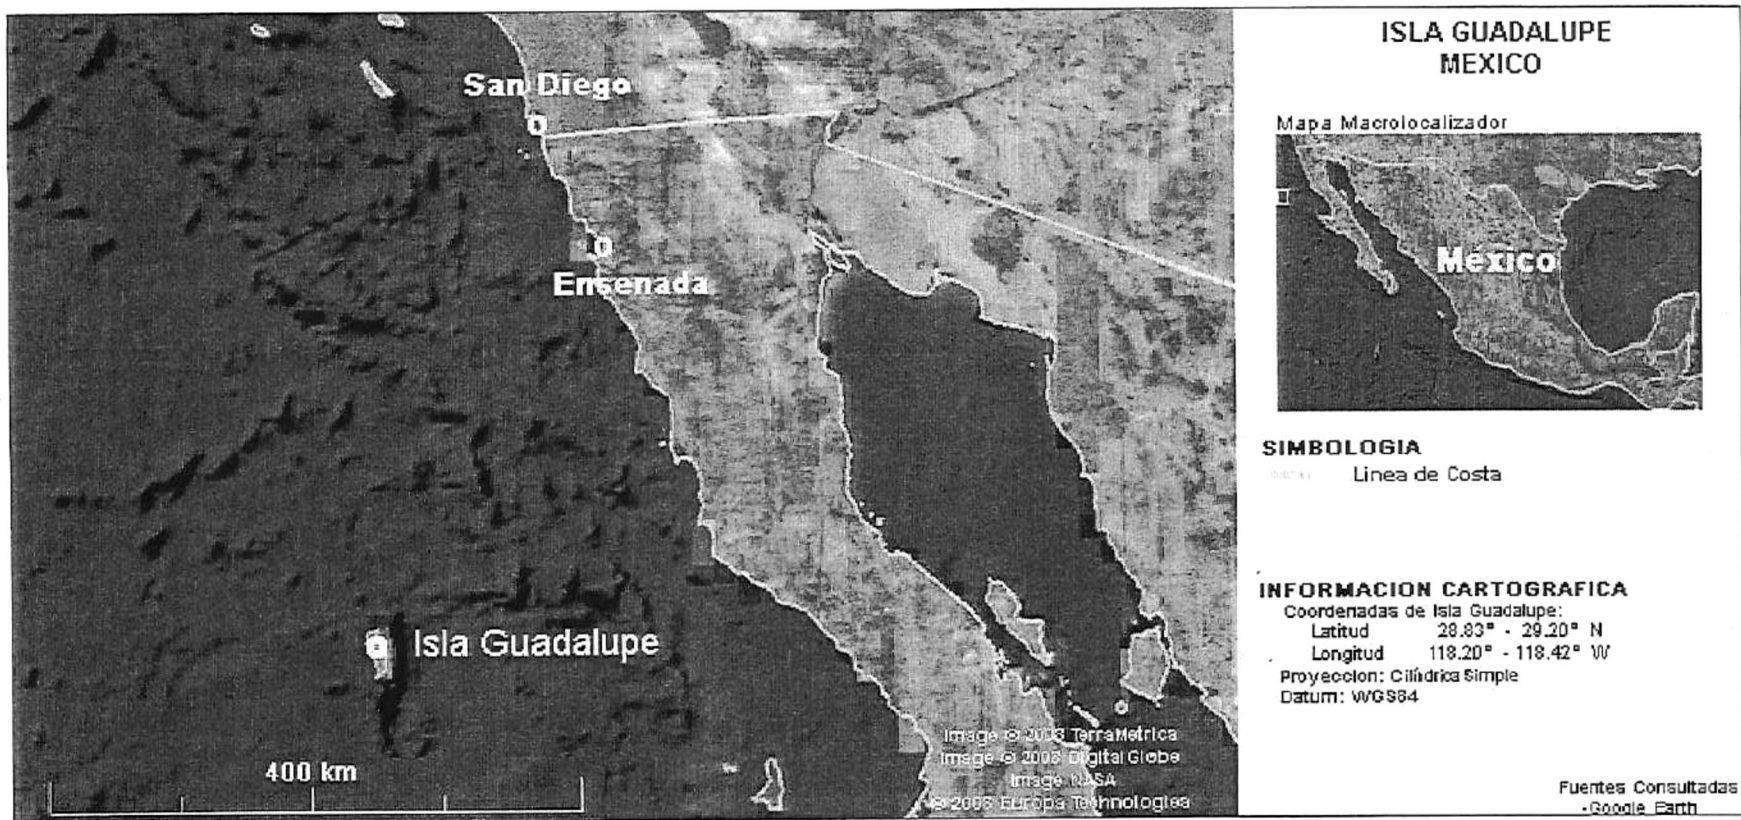 San Diego
Ensenada
Isla Guadalupe
400 km
Image © 2008 TerraMetrica
Image © 2008 Digital Globe
Image NASA
© 2008 Europa Technologies
ISLA GUADALUPE
MEXICO
Mapa Macrolocalizador
México
SIMBOLOGIA
Linea de Costa
INFORMACION CARTOGRAFICA
Coordenadas de Isla Guadalupe:
Latitud 28.83° - 29.20° N
Longitud 118.20° - 118.42° W
Proyeccion: Cilíndrica Simple
Datum: WGS84
Fuentes Consultadas
-Google Earth